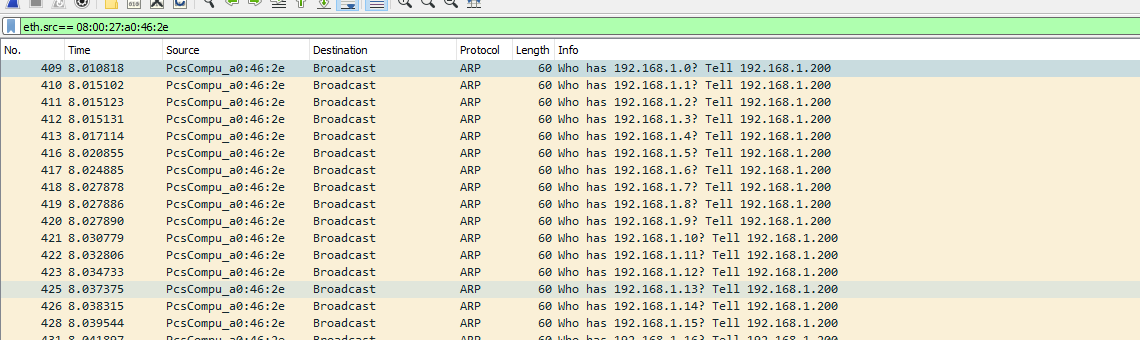 eth.src== 08:00:27:a0:46:2e
No. Time Source Destination Protocol Length Info
409 8.010818 PcsCompu_a0:46:2e Broadcast ARP 60 Who has 192.168.1.0? Tell 192.168.1.200
410 8.015102 PcsCompu_a0:46:2e Broadcast ARP 60 Who has 192.168.1.1? Tell 192.168.1.200
411 8.015123 PcsCompu_a0:46:2e Broadcast ARP 60 Who has 192.168.1.2? Tell 192.168.1.200
412 8.015131 PcsCompu_a0:46:2e Broadcast ARP 60 Who has 192.168.1.3? Tell 192.168.1.200
413 8.017114 PcsCompu_a0:46:2e Broadcast ARP 60 Who has 192.168.1.4? Tell 192.168.1.200
416 8.020855 PcsCompu_a0:46:2e Broadcast ARP 60 Who has 192.168.1.5? Tell 192.168.1.200
417 8.024885 PcsCompu_a0:46:2e Broadcast ARP 60 Who has 192.168.1.6? Tell 192.168.1.200
418 8.027878 PcsCompu_a0:46:2e Broadcast ARP 60 Who has 192.168.1.7? Tell 192.168.1.200
419 8.027886 PcsCompu_a0:46:2e Broadcast ARP 60 Who has 192.168.1.8? Tell 192.168.1.200
420 8.027890 PcsCompu_a0:46:2e Broadcast ARP 60 Who has 192.168.1.9? Tell 192.168.1.200
421 8.030779 PcsCompu_a0:46:2e Broadcast ARP 60 Who has 192.168.1.10? Tell 192.168.1.200
422 8.032806 PcsCompu_a0:46:2e Broadcast ARP 60 Who has 192.168.1.11? Tell 192.168.1.200
423 8.034733 PcsCompu_a0:46:2e Broadcast ARP 60 Who has 192.168.1.12? Tell 192.168.1.200
425 8.037375 PcsCompu_a0:46:2e Broadcast ARP 60 Who has 192.168.1.13? Tell 192.168.1.200
426 8.038315 PcsCompu_a0:46:2e Broadcast ARP 60 Who has 192.168.1.14? Tell 192.168.1.200
428 8.039544 PcsCompu_a0:46:2e Broadcast ARP 60 Who has 192.168.1.15? Tell 192.168.1.200
431 8.041897 PcsCompu_a0:46:2e Broadcast ARP 60 Who has 192.168.1.16? Tell 192.168.1.200